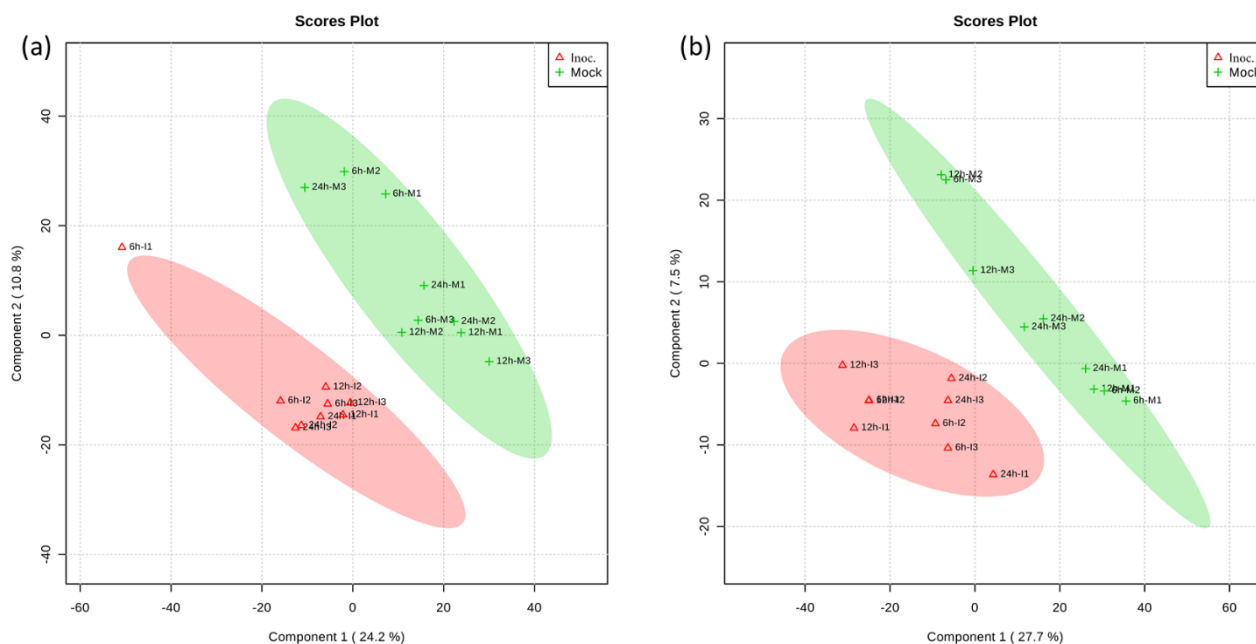 Scores Plot
(a)
Inoc.
Mock
6h-M2
24h-M3
6h-M1
6h-I1
24h-M1
6h-M3
24h-M2
12h-M2
12h-M1
12h-M3
12h-I2
6h-I2
6h-I3
12h-I3
12h-I1
24h-I1
24h-I2
24h-I3
40
20
0
-20
-40
Component 2 ( 10.8 %)
-60
-40
-20
0
20
40
Component 1 ( 24.2 %)
Scores Plot
(b)
Inoc.
Mock
12h-M2
6h-M3
12h-M3
24h-M2
24h-M3
24h-M1
12h-M1
6h-M2
6h-M1
12h-I3
24h-I2
24h-I3
12h-I1
6h-I2
6h-I3
24h-I1
30
20
10
0
-10
-20
Component 2 ( 7.5 %)
-40
-20
0
20
40
60
Component 1 ( 27.7 %)